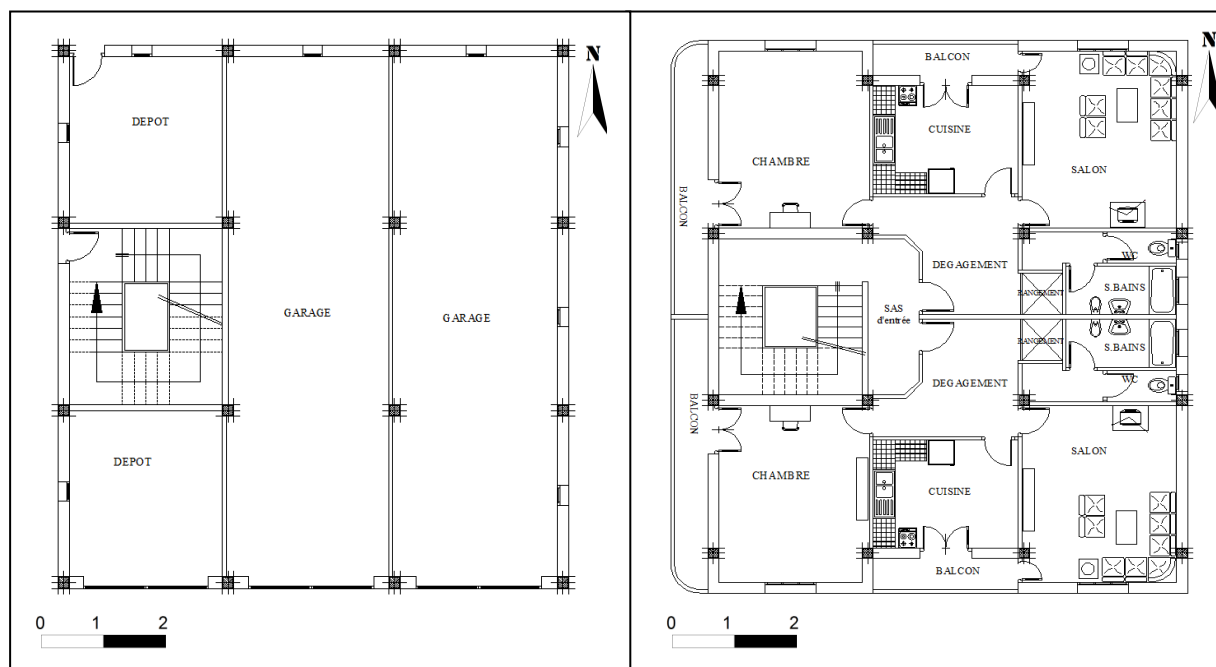 N
DEPOT
GARAGE
GARAGE
DEPOT
0 1 2
N
BALCON
CUISINE
CHAMBRE
SALON
BALCON
WC
DEGAGEMENT
RANGEMENT
S.BAINS
SAS
d'entrée
RANGEMENT
S.BAINS
WC
DEGAGEMENT
BALCON
SALON
CHAMBRE
CUISINE
BALCON
0 1 2